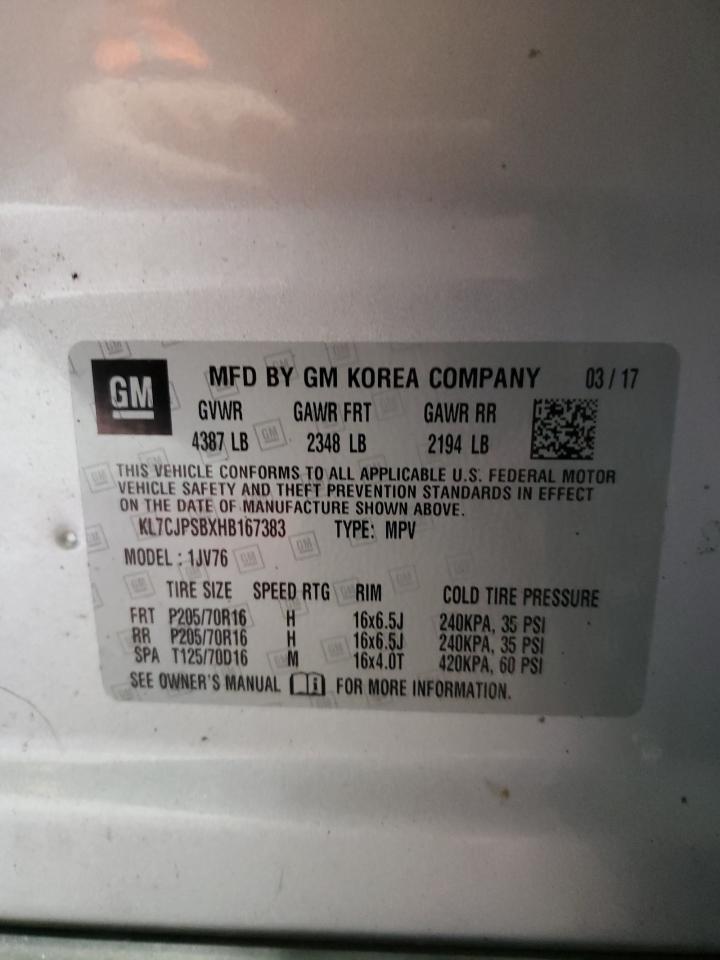 GM
MFD BY GM KOREA COMPANY 03 / 17
GVWR GAWR FRT GAWR RR
4387 LB 2348 LB 2194 LB
THIS VEHICLE CONFORMS TO ALL APPLICABLE U.S. FEDERAL MOTOR
VEHICLE SAFETY AND THEFT PREVENTION STANDARDS IN EFFECT
ON THE DATE OF MANUFACTURE SHOWN ABOVE.
KL7CJPSBXHB167383 TYPE: MPV
MODEL : 1JV76
TIRE SIZE SPEED RTG RIM COLD TIRE PRESSURE
FRT P205/70R16 H 16x6.5J 240KPA, 35 PSI
RR P205/70R16 H 16x6.5J 240KPA, 35 PSI
SPA T125/70D16 M 16x4.0T 420KPA, 60 PSI
SEE OWNER'S MANUAL i FOR MORE INFORMATION.